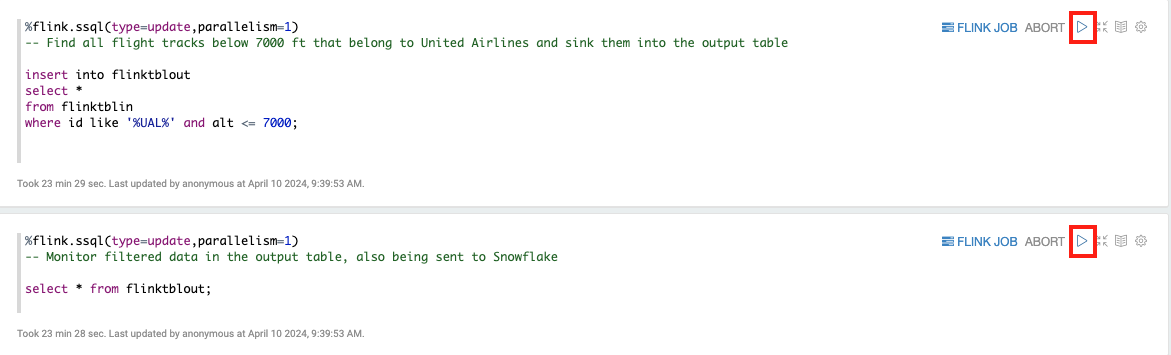 %flink.ssql(type=update,parallelism=1)
FLINK JOB ABORT
-- Find all flight tracks below 7000 ft that belong to United Airlines and sink them into the output table
insert into flinktblout
select *
from flinktblin
where id like '%UAL%' and alt <= 7000;
Took 23 min 29 sec. Last updated by anonymous at April 10 2024, 9:39:53 AM.
%flink.ssql(type=update,parallelism=1)
FLINK JOB ABORT
-- Monitor filtered data in the output table, also being sent to Snowflake
select * from flinktblout;
Took 23 min 28 sec. Last updated by anonymous at April 10 2024, 9:39:53 AM.